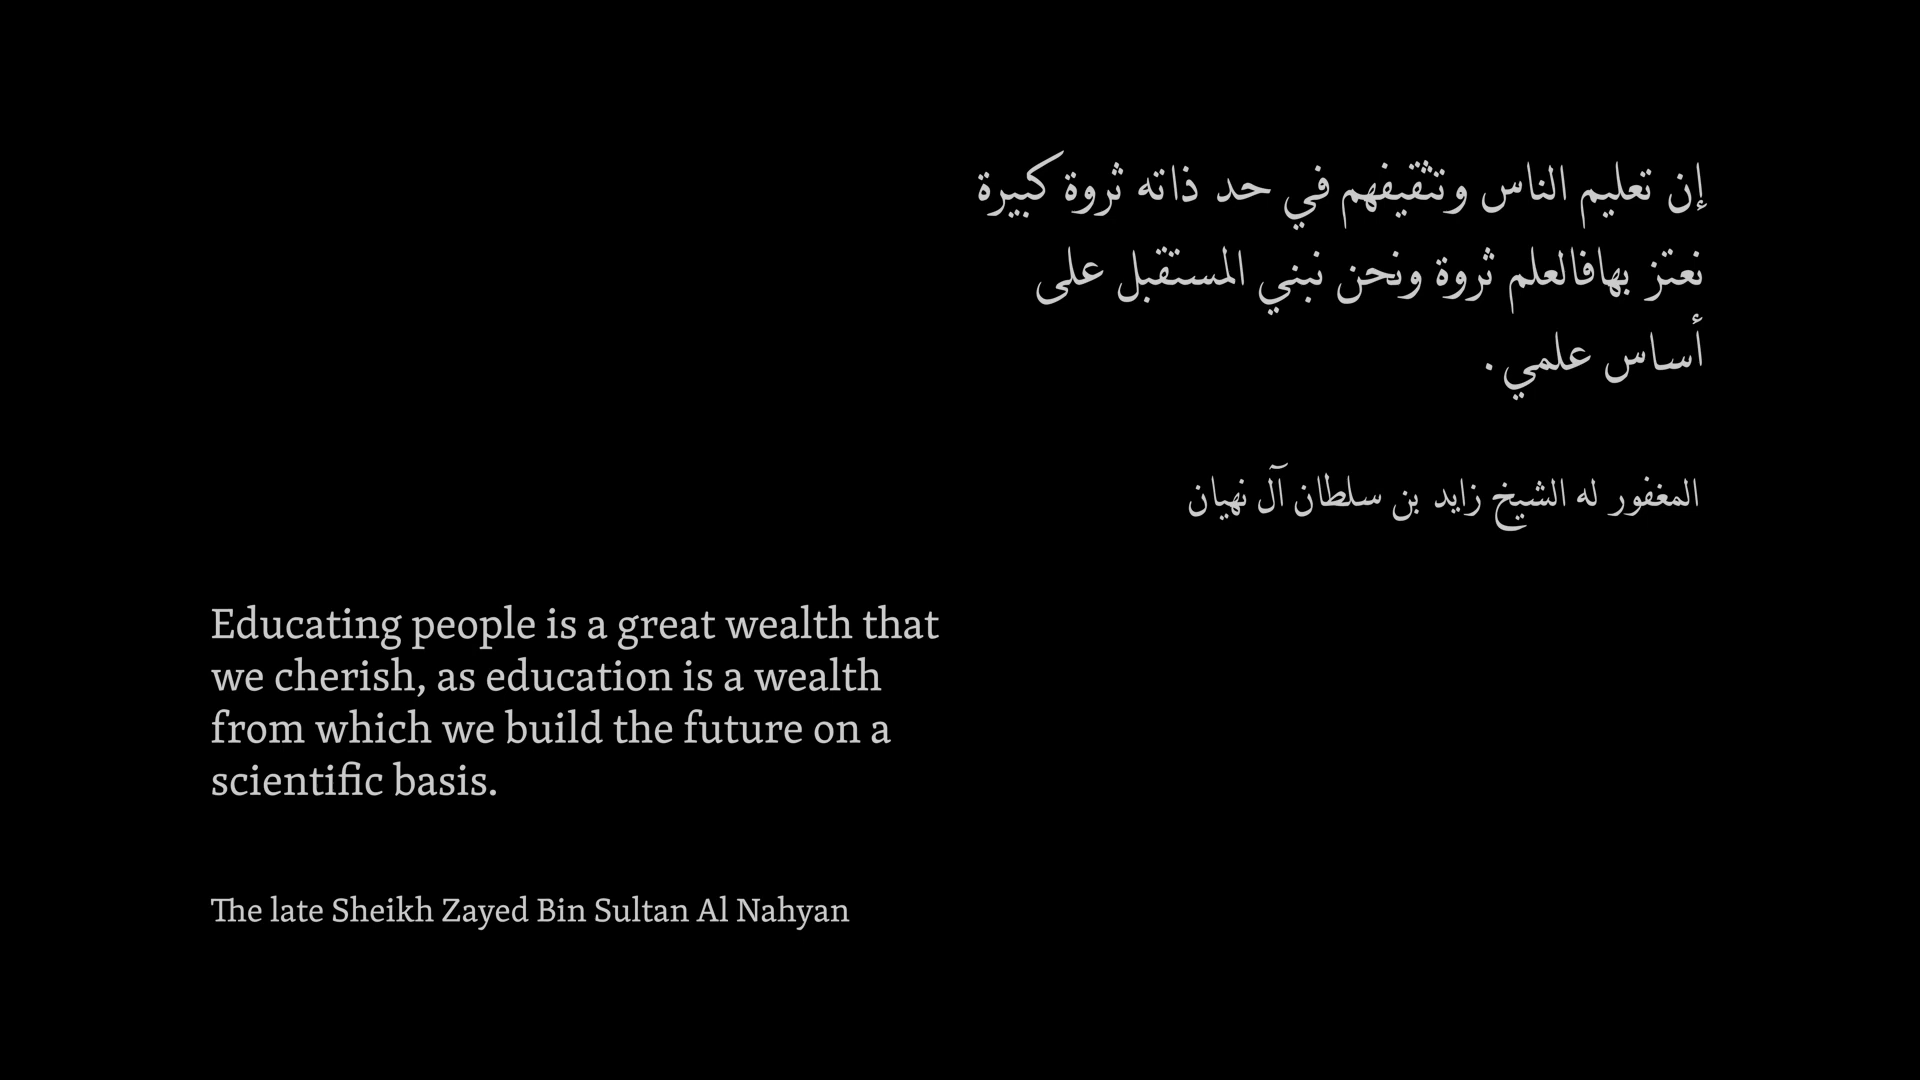 إن تعليم الناس وتثقيفهم في حد ذاته ثروة كبيرة
نعتز بهافالعلم ثروة ونحن نبني المستقبل على
أساس علمي.
المغفور له الشيخ زايد بن سلطان آل نهيان
Educating people is a great wealth that
we cherish, as education is a wealth
from which we build the future on a
scientific basis.
The late Sheikh Zayed Bin Sultan Al Nahyan